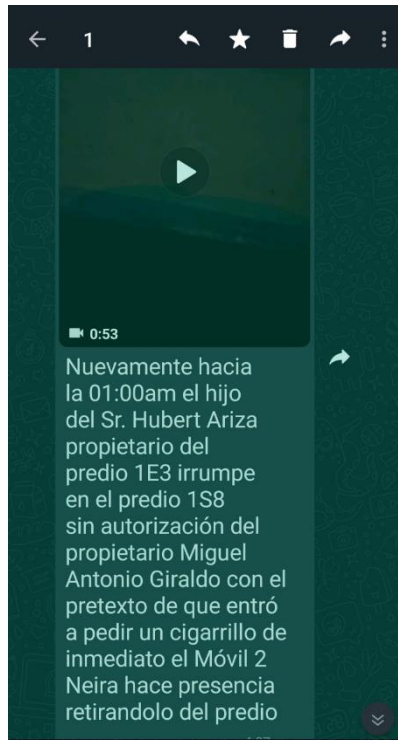 1
0:53
Nuevamente hacia
la 01:00am el hijo
del Sr. Hubert Ariza
propietario del
predio 1E3 irrumpe
en el predio 1S8
sin autorización del
propietario Miguel
Antonio Giraldo con el
pretexto de que entró
a pedir un cigarrillo de
inmediato el Móvil 2
Neira hace presencia
retirandolo del predio